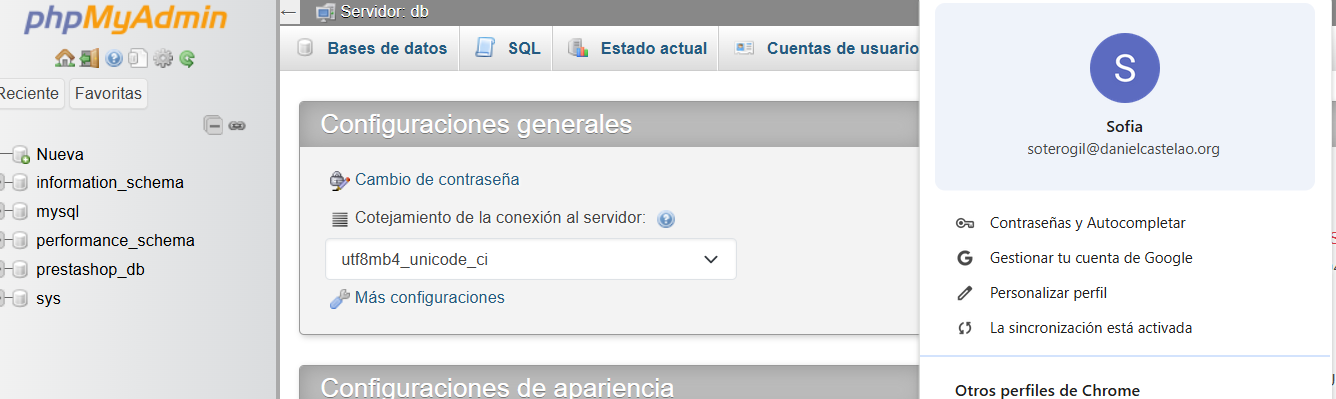 phpMyAdmin
Reciente
Favoritas
Nueva
information_schema
mysql
performance_schema
prestashop_db
sys
Servidor: db
Bases de datos
SQL
Estado actual
Cuentas de usuario
Configuraciones generales
Cambio de contraseña
Cotejamiento de la conexión al servidor:
utf8mb4_unicode_ci
Más configuraciones
Configuraciones de apariencia
S
Sofia
soterogil@danielcastelao.org
Contraseñas y Autocompletar
Gestionar tu cuenta de Google
Personalizar perfil
La sincronización está activada
Otros perfiles de Chrome